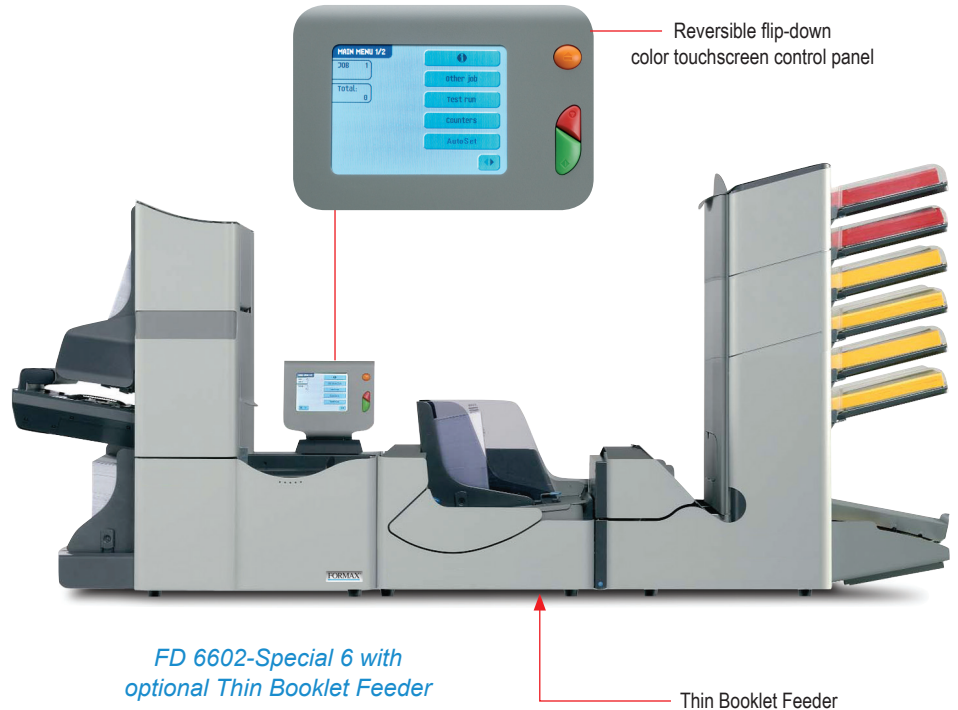 Reversible flip-down
color touchscreen control panel
MAIN MENU 1/2
JOB 1
Total:
0
Other job
Test run
Counters
AutoSet
FORMAX
FD 6602-Special 6 with
optional Thin Booklet Feeder
Thin Booklet Feeder